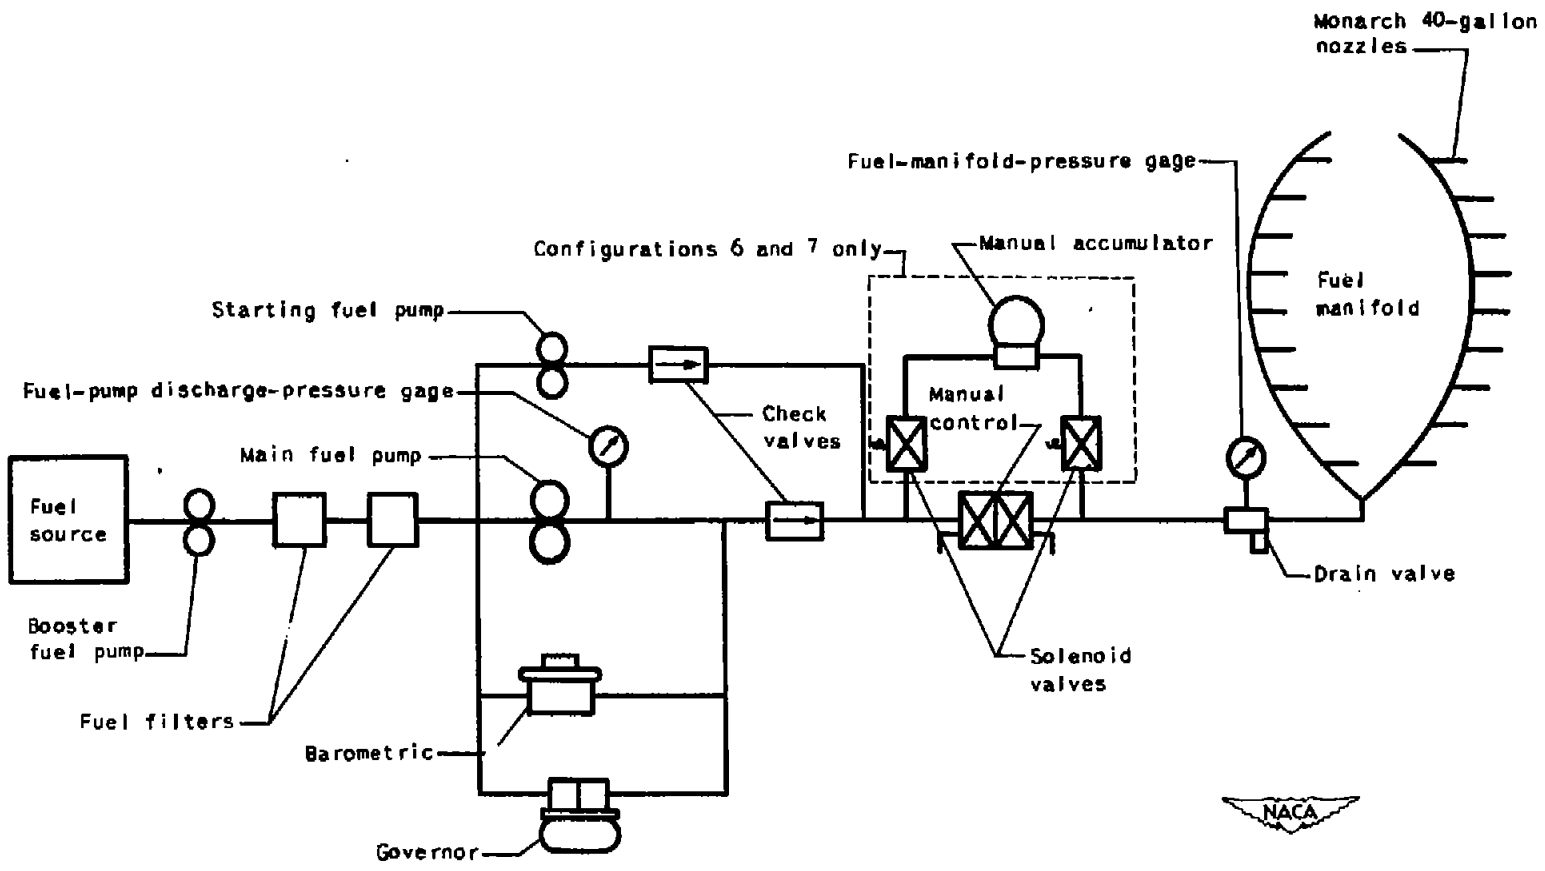 Monarch 40-gallon
nozzles
Fuel-manifold-pressure gage
Configurations 6 and 7 only
Manual accumulator
Fuel
manifold
Starting fuel pump
Fuel-pump discharge-pressure gage
Manual
control
Check
valves
Main fuel pump
Fuel
source
Drain valve
Booster
fuel pump
Solenoid
valves
Fuel filters
Barometric
NACA
Governor